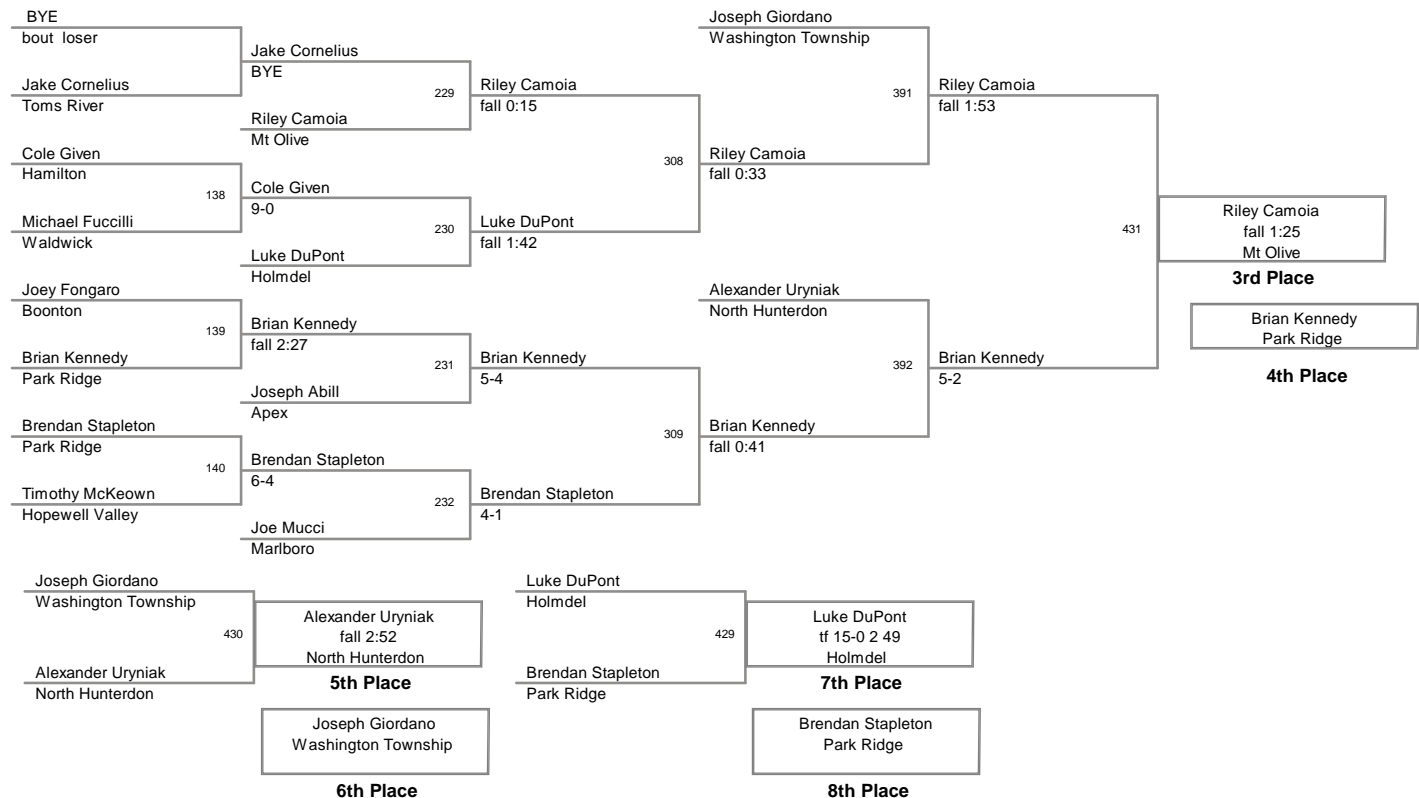 BYE
bout loser
Jake Cornelius
Toms River
Cole Given
Hamilton
138
Michael Fuccilli
Waldwick
Joey Fongaro
Boonton
139
Brian Kennedy
Park Ridge
Brendan Stapleton
Park Ridge
140
Timothy McKeown
Hopewell Valley
Jake Cornelius
BYE
229
Riley Camoia
Mt Olive
Cole Given
9-0
230
Luke DuPont
Holmdel
Brian Kennedy
fall 2:27
231
Joseph Abill
Apex
Brendan Stapleton
6-4
232
Joe Mucci
Marlboro
Riley Camoia
fall 0:15
308
Luke DuPont
fall 1:42
Brian Kennedy
5-4
309
Brendan Stapleton
4-1
Joseph Giordano
Washington Township
391
Riley Camoia
fall 0:33
Alexander Uryniak
North Hunterdon
392
Brian Kennedy
fall 0:41
Riley Camoia
fall 1:53
431
Brian Kennedy
5-2
Riley Camoia
fall 1:25
Mt Olive
3rd Place
Brian Kennedy
Park Ridge
4th Place
Joseph Giordano
Washington Township
430
Alexander Uryniak
North Hunterdon
Alexander Uryniak
fall 2:52
North Hunterdon
5th Place
Joseph Giordano
Washington Township
6th Place
Luke DuPont
Holmdel
429
Brendan Stapleton
Park Ridge
Luke DuPont
tf 15-0 2 49
Holmdel
7th Place
Brendan Stapleton
Park Ridge
8th Place